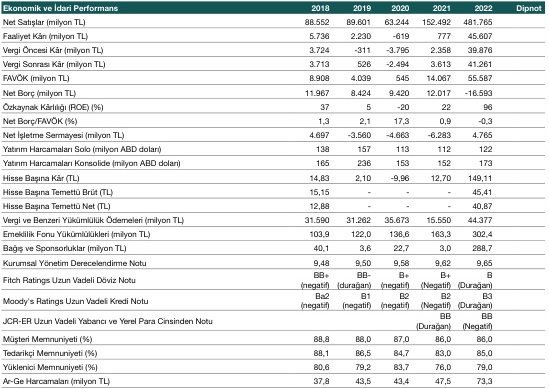 Ekonomik ve İdari Performans 2018 2019 2020 2021 2022 Dipnot
Net Satışlar (milyon TL) 88.552 89.601 63.244 152.492 481.765
Faaliyet Kârı (milyon TL) 5.736 2.230 -619 777 45.607
Vergi Öncesi Kâr (milyon TL) 3.724 -311 -3.795 2.358 39.876
Vergi Sonrası Kâr (milyon TL) 3.713 526 -2.494 3.613 41.261
FAVÖK (milyon TL) 8.908 4.039 545 14.067 55.587
Net Borç (milyon TL) 11.967 8.424 9.420 12.017 -16.593
Özkaynak Kârlılığı (ROE) (%) 37 5 -20 22 96
Net Borç/FAVÖK (%) 1,3 2,1 17,3 0,9 -0,3
Net İşletme Sermayesi (milyon TL) 4.697 -3.560 -4.663 -6.283 4.765
Yatırım Harcamaları Solo (milyon ABD doları) 138 157 113 112 122
Yatırım Harcamaları Konsolide (milyon ABD doları) 165 236 153 152 173
Hisse Başına Kâr (TL) 14,83 2,10 -9,96 12,70 149,11
Hisse Başına Temettü Brüt (TL) 15,15 - - - 45,41
Hisse Başına Temettü Net (TL) 12,88 - - - 40,87
Vergi ve Benzeri Yükümlülük Ödemeleri (milyon TL) 31.590 31.262 35.673 15.550 44.377
Emeklilik Fonu Yükümlülükleri (milyon TL) 103,9 122,0 136,6 163,3 302,4
Bağış ve Sponsorluklar (milyon TL) 40,1 3,6 22,7 3,0 288,7
Kurumsal Yönetim Derecelendirme Notu 9,48 9,50 9,58 9,62 9,65
Fitch Ratings Uzun Vadeli Döviz Notu BB+ BB- B+ B+ B
(negatif) (durağan) (negatif) (Negatif) (Durağan)
Moody's Ratings Uzun Vadeli Kredi Notu Ba2 B1 B2 B2 B3
(negatif) (negatif) (negatif) (Negatif) (Durağan)
JCR-ER Uzun Vadeli Yabancı ve Yerel Para Cinsinden Notu BB BB
(Durağan) (Negatif)
Müşteri Memnuniyeti (%) 88,8 88,0 87,0 86,0 86,0
Tedarikçi Memnuniyeti (%) 88,1 86,5 84,7 83,0 85,0
Yüklenici Memnuniyeti (%) 80,6 79,2 83,7 76,0 79,0
Ar-Ge Harcamaları (milyon TL) 37,8 43,5 43,4 47,5 73,3